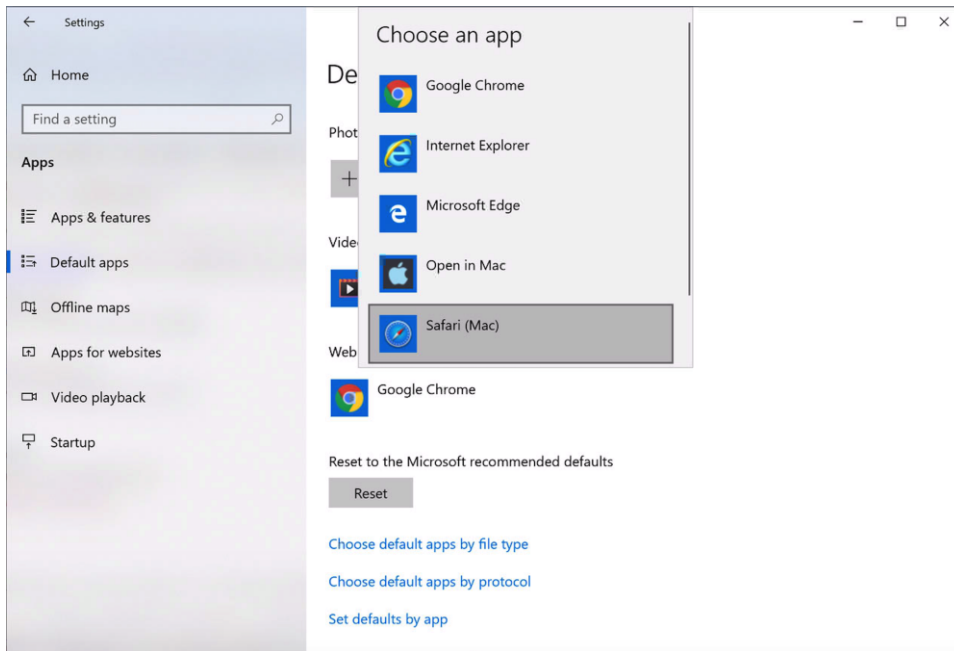 Settings
Home
Find a setting
Apps
Apps & features
Default apps
Offline maps
Apps for websites
Video playback
Startup
De
Phot
Vide
Web
Choose an app
Google Chrome
Internet Explorer
Microsoft Edge
Open in Mac
Safari (Mac)
Google Chrome
Reset to the Microsoft recommended defaults
Reset
Choose default apps by file type
Choose default apps by protocol
Set defaults by app